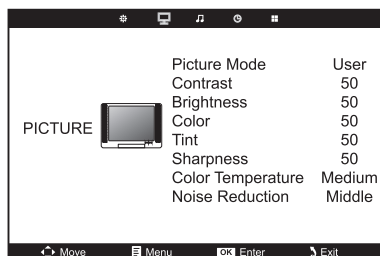 PICTURE
Picture Mode User
Contrast 50
Brightness 50
Color 50
Tint 50
Sharpness 50
Color Temperature Medium
Noise Reduction Middle
Move Menu OK Enter Exit